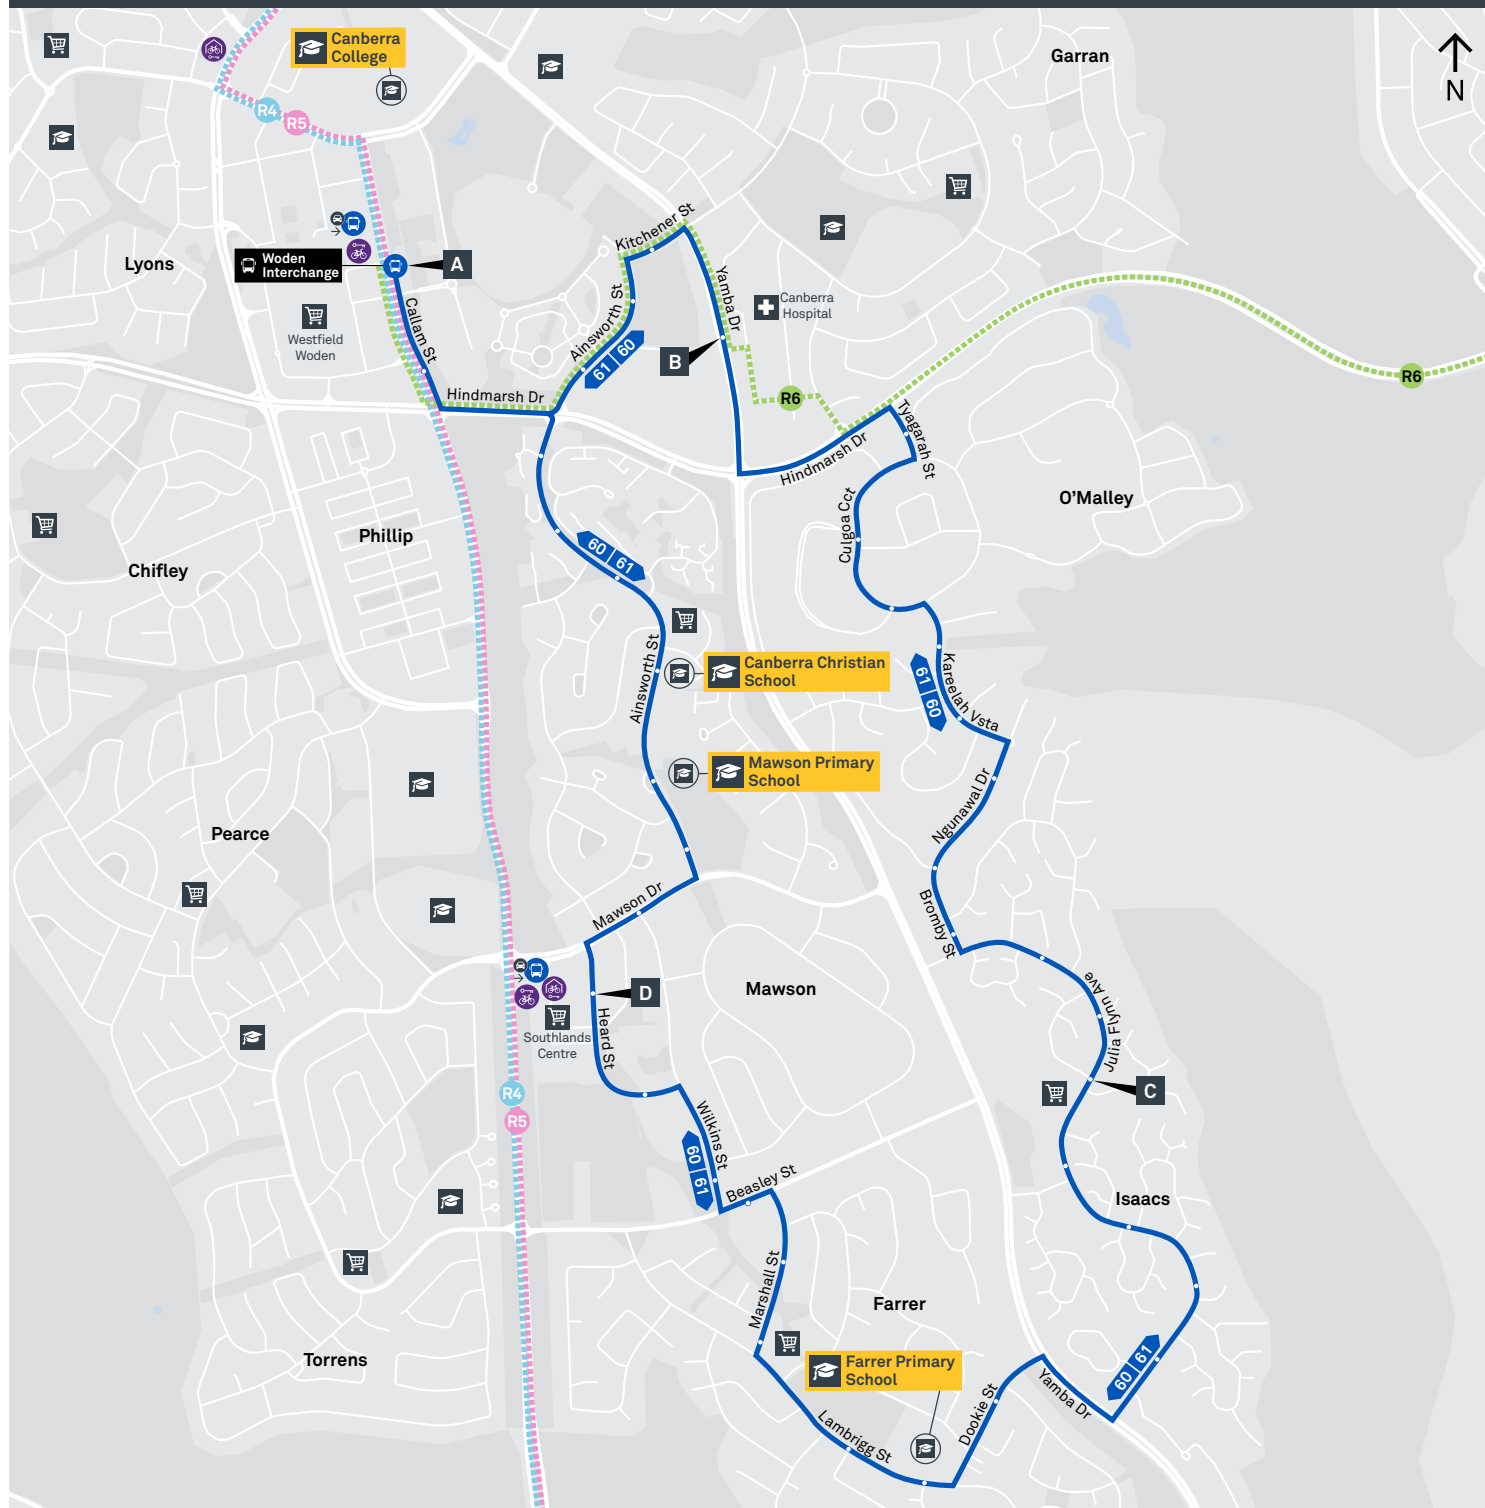 Canberra
College
Garran
N
R4
R5
Kitchener St
Lyons
Woden
Interchange
A
Yamba Dr
Canberra
Hospital
Ainsworth St
Callam St
Westfield
Woden
61 60
B
R6
R6
Hindmarsh Dr
Tyagarah St
Hindmarsh Dr
O'Malley
Culgoa Cct
Phillip
60 61
Chifley
Ainsworth St
Canberra Christian
School
61 60
Kareelah Vsta
Mawson Primary
School
Ngunawal Dr
Pearce
Mawson Dr
Bromby St
Mawson
D
Julia Flynn Ave
Heard St
Southlands
Centre
R4
R5
C
Wilkins St
60 61
Beasley St
Isaacs
Marshall St
Farrer
Torrens
Farrer Primary
School
60 61
Yamba Dr
Dookie St
Lambrigg St